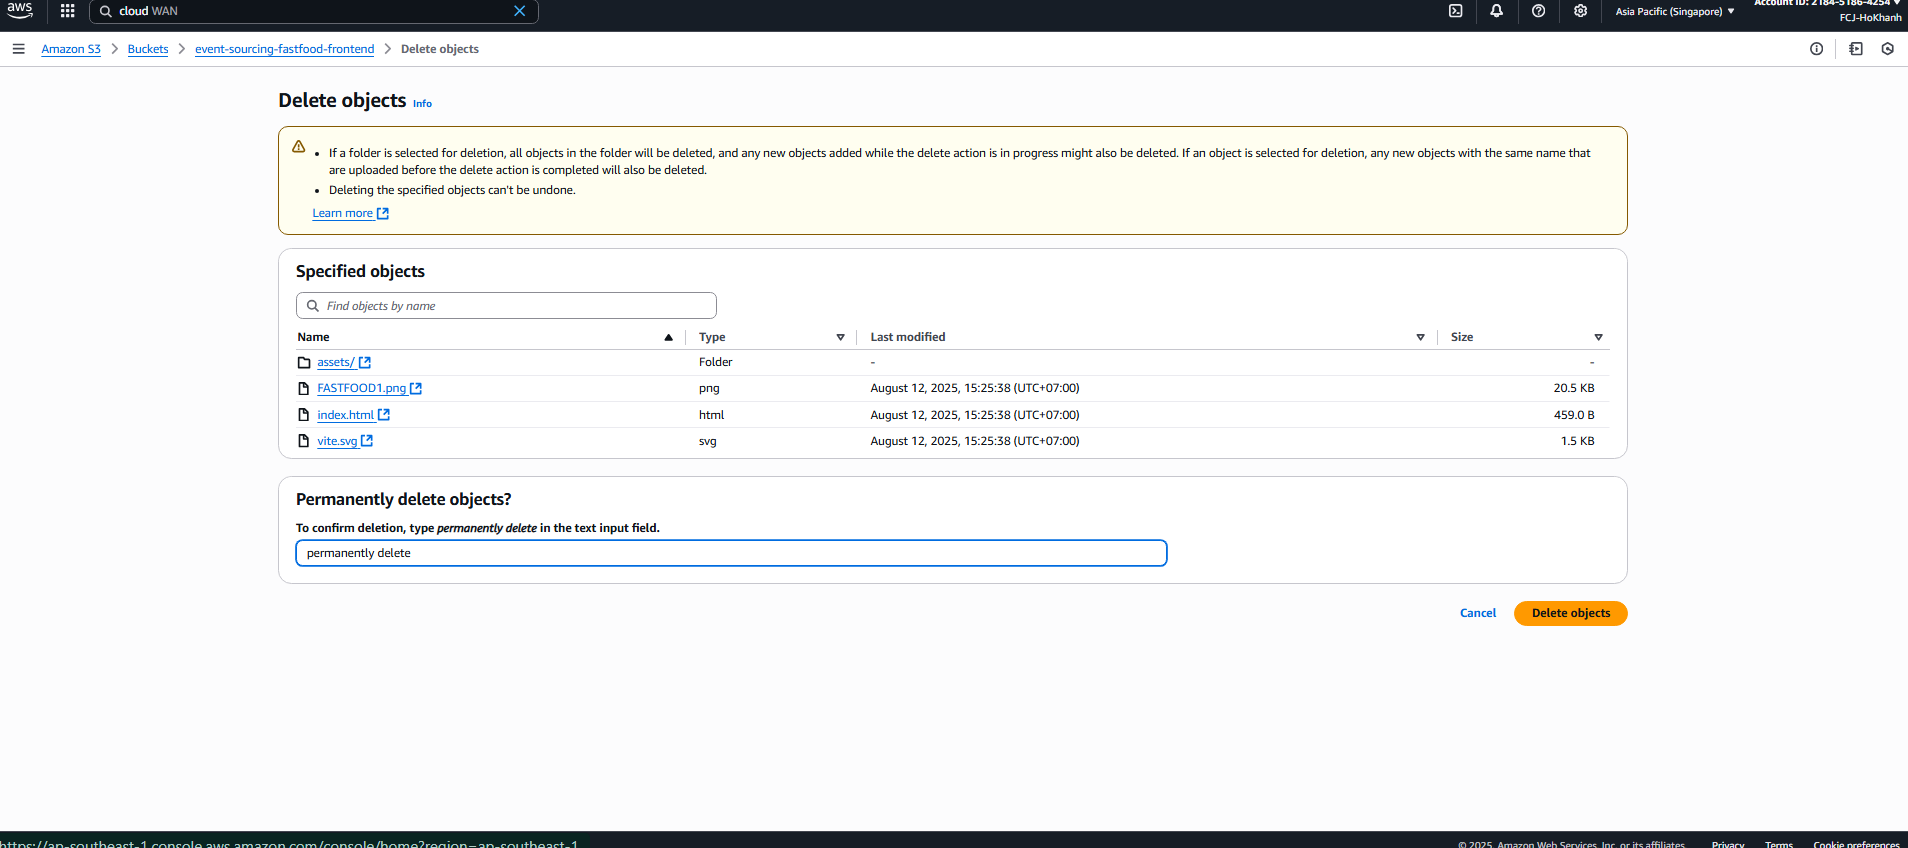 aws
cloud WAN
Asia Pacific (Singapore)
Account ID: 2184-5186-4254
FCJ-HoKhanh
Amazon S3 > Buckets > event-sourcing-fastfood-frontend > Delete objects
Delete objects Info
If a folder is selected for deletion, all objects in the folder will be deleted, and any new objects added while the delete action is in progress might also be deleted. If an object is selected for deletion, any new objects with the same name that
are uploaded before the delete action is completed will also be deleted.
Deleting the specified objects can't be undone.
Learn more
Specified objects
Find objects by name
Name Type Last modified Size
assets/ Folder - -
FASTFOOD1.png png August 12, 2025, 15:25:38 (UTC+07:00) 20.5 KB
index.html html August 12, 2025, 15:25:38 (UTC+07:00) 459.0 B
vite.svg svg August 12, 2025, 15:25:38 (UTC+07:00) 1.5 KB
Permanently delete objects?
To confirm deletion, type permanently delete in the text input field.
permanently delete
Cancel Delete objects
https://ap-southeast-1.console.aws.amazon.com/console/home?region=ap-southeast-1
© 2025, Amazon Web Services, Inc. or its affiliates. Privacy Terms Cookie preferences